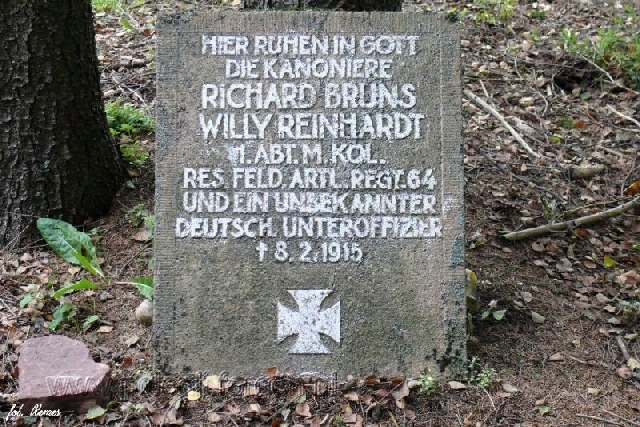 HIER RUHEN IN GOTT
DIE KANONIERE
RICHARD BRUNS
WILLY REINHARDT
1. ABT. M. KOL.
RES. FELD. ARTL. REGT. 64
UND EIN UNBEKANNTER
DEUTSCH. UNTEROFFIZIER
† 8. 2. 1915
fot. Remes